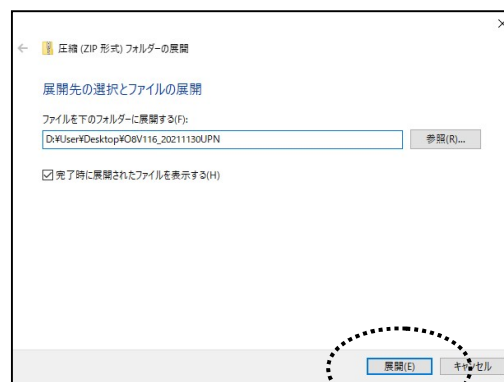 圧縮 (ZIP 形式) フォルダーの展開
展開先の選択とファイルの展開
ファイルを下のフォルダーに展開する(F):
D:¥User¥Desktop¥O8V116_20211130UPN
参照(R)...
完了時に展開されたファイルを表示する(H)
展開(E)
キャンセル